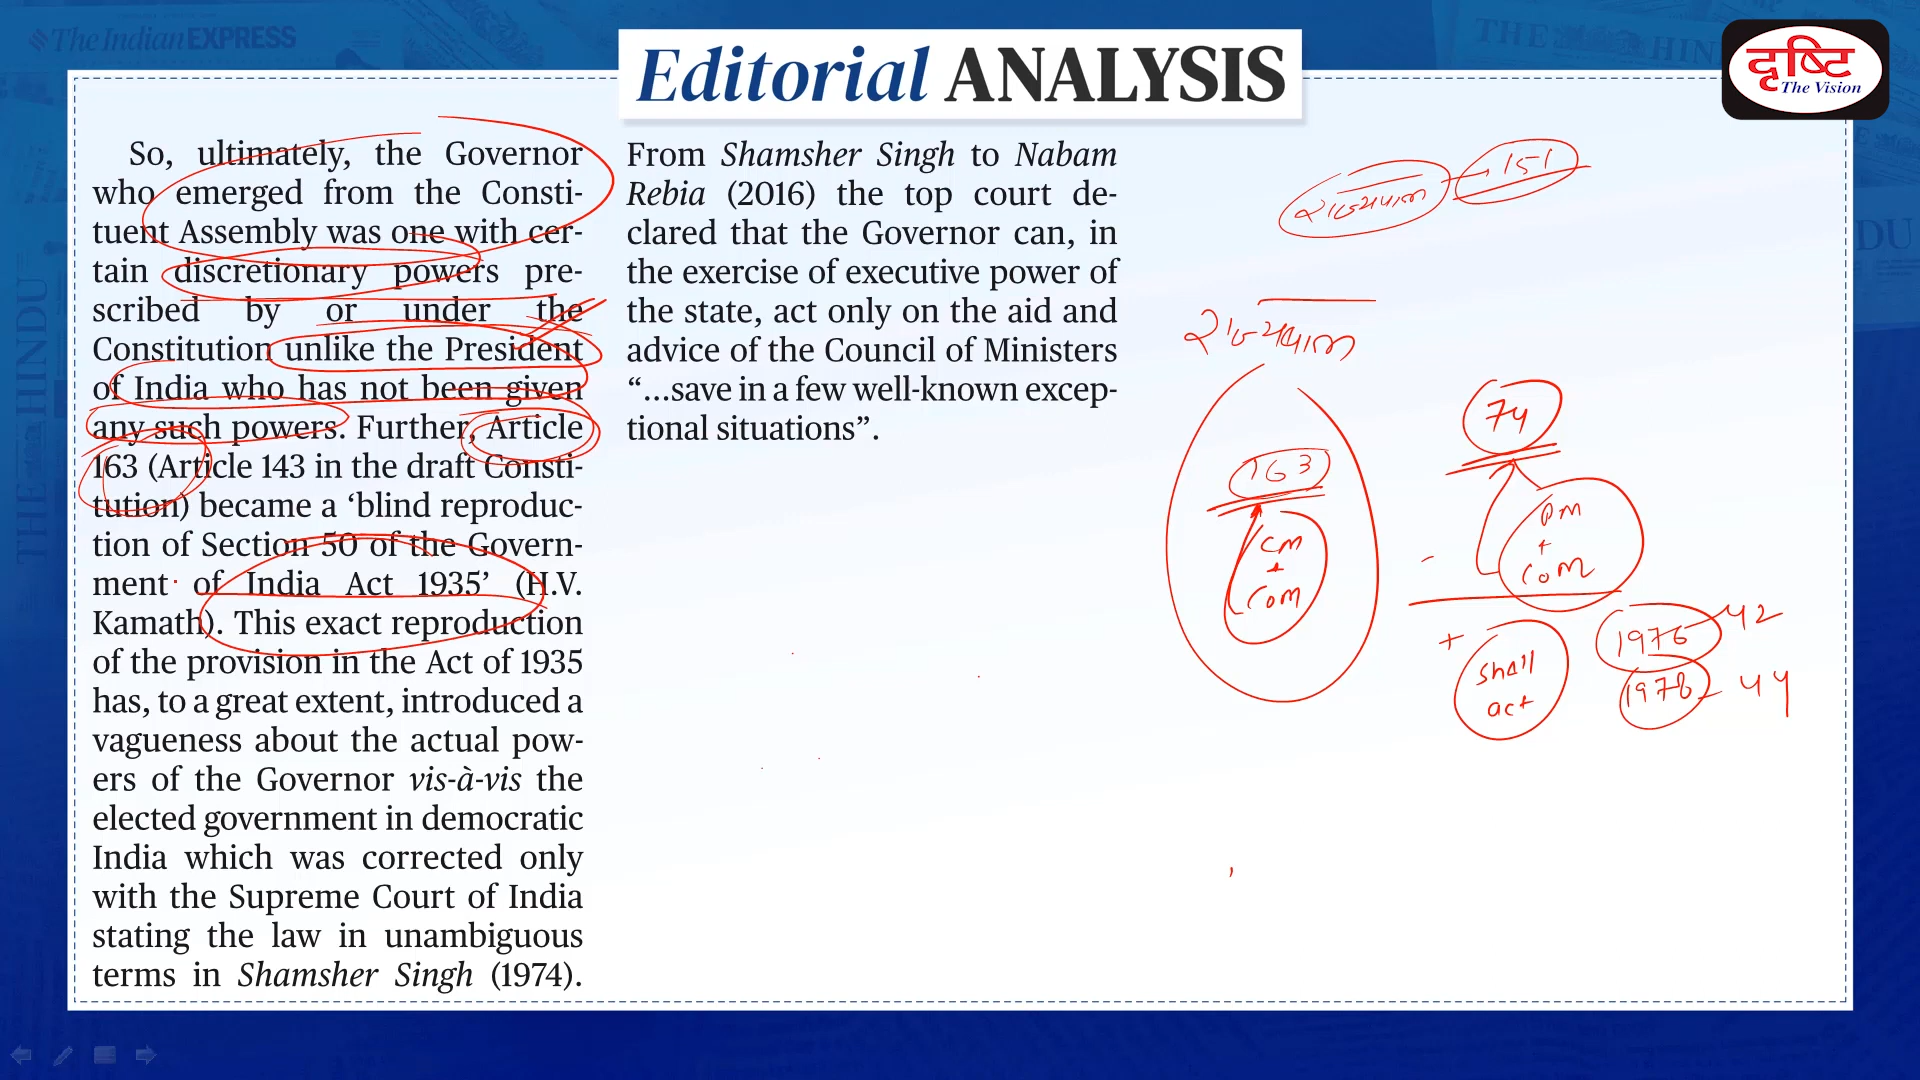 The Indian EXPRESS
Editorial ANALYSIS
दृष्टि
The Vision
So, ultimately, the Governor
who emerged from the Consti-
tuent Assembly was one with cer-
tain discretionary powers pre-
scribed by or under the
Constitution unlike the President
of India who has not been given
any such powers. Further, Article
163 (Article 143 in the draft Consti-
tution) became a ‘blind reproduc-
tion of Section 50 of the Govern-
ment of India Act 1935’ (H.V.
Kamath). This exact reproduction
of the provision in the Act of 1935
has, to a great extent, introduced a
vagueness about the actual pow-
ers of the Governor vis-à-vis the
elected government in democratic
India which was corrected only
with the Supreme Court of India
stating the law in unambiguous
terms in Shamsher Singh (1974).
From Shamsher Singh to Nabam
Rebia (2016) the top court de-
clared that the Governor can, in
the exercise of executive power of
the state, act only on the aid and
advice of the Council of Ministers
“...save in a few well-known excep-
tional situations”.
राज्यपाल → 151
राज्यपाल
163
CM
+
COM
74
PM
+
COM
+
shall
act
1976 42
1978 44
THE HINDU